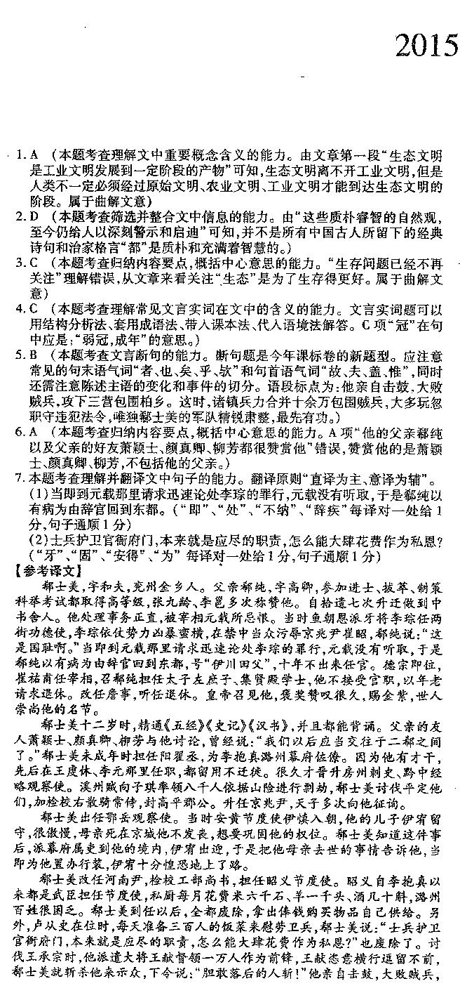 2015
1. A （本题考查理解文中重要概念含义的能力。由文章第一段“生态文明
是工业文明发展到一定阶段的产物”可知,生态文明离不开工业文明,但是
人类不一定必须经过原始文明、农业文明、工业文明才能到达生态文明的
阶段。属于曲解文意）
2. D （本题考查筛选并整合文中信息的能力。由“这些质朴睿智的自然观,
至今仍给人以深刻警示和启迪”可知,并不是所有中国古人所留下的经典
诗句和治家格言“都”是质朴和充满着智慧的。）
3. C （本题考查归纳内容要点,概括中心意思的能力。“生存问题已经不再
关注”理解错误,从文章来看关注“生态”是为了生存得更好。属于曲解文
意）
4. C （本题考查理解常见文言实词在文中的含义的能力。文言实词题可以
用结构分析法、套用成语法、带入课本法、代入语境法解答。C 项“冠”在句
中应是:“弱冠,成年”的意思。）
5. B （本题考查文言断句的能力。断句题是今年课标卷的新题型。应注意
常见的句末语气词“者、也、矣、乎、欤”和句首语气词“故、夫、盖、惟”,同时
还需注意陈述主语的变化和事件的切分。语段标点为:他亲自击鼓,大败
贼兵,攻下三营包围柏乡。这时,诸镇兵力合并十余万包围贼兵,大多玩忽
职守违犯法令,唯独郗士美的军队精锐肃整,最先有功。）
6. A （本题考查归纳内容要点,概括中心意思的能力。A 项“他的父亲郗纯
以及父亲的好友萧颖士、颜真卿、柳芳都很赞赏他”错误,赞赏他的是萧颖
士、颜真卿、柳芳,不包括他的父亲。）
7. 本题考查理解并翻译文中句子的能力。翻译原则“直译为主、意译为辅”。
(1)当即到元载那里请求迅速论处李琮的罪行,元载没有听取,于是郗纯以
有病为由辞官回到东都。（“即”、“处”、“不纳”、“辞疾”每译对一处给 1
分,句子通顺 1 分）
(2)士兵护卫官衙府门,本来就是应尽的职责,怎么能大肆花费作为私恩?
（“牙”、“固”、“安得”、“为” 每译对一处给 1 分,句子通顺 1 分）
【参考译文】
郗士美,字和夫,兖州金乡人。父亲郗纯,字高卿,参加进士、拔萃、制策
科举考试都取得高等级,张九龄、李邕多次称赞他。自拾遗七次升迁做到中
书舍人。他处理事务正直,被宰相元载所忌恨。当时鱼朝恩派牙将李琮任两
街功德使,李琮依仗势力凶暴蛮横,在禁中当众污辱京兆尹崔昭,郗纯说:“这
是国耻啊。”当即到元载那里请求迅速论处李琮的罪行,元载没有听取,于是
郗纯以有病为由辞官回到东都,号“伊川田父”,十年不出来任官。德宗即位,
崔祐甫任宰相,召郗纯担任太子左庶子、集贤殿学士,他不接受官职,以年老
请求退休。改任詹事,听任退休。皇帝召见他,褒奖赞叹很久,赐金紫,世人
崇尚他的名节。
郗士美十二岁时,精通《五经》《史记》《汉书》,并且都能背诵。父亲的友
人萧颖士、颜真卿、柳芳与他讨论,曾经说:“我们以后应当交往于二郗之间
了。”郗士美未成年时担任阳翟丞,为李抱真潞州幕府佐僚。因为他有才干,
先后在王虔休、李元那里任职,都留用不迁徙。很久才晋升房州刺史、黔中经
略观察使。溪州贼向子琪率领八千人依据山险进行剽劫,郗士美讨伐平定他
们,加检校右散骑常侍,封高平郡公。升任京兆尹,天子多次向他征询。
郗士美出任鄂岳观察使。当时安黄节度使伊慎入朝,他的儿子伊宥留
守,很傲慢,母亲死在京城他不发丧,想要巩固他的权位。郗士美知道这件事
后,派幕府属吏到他的境内,伊宥出迎,于是把他母亲去世的事情告诉他,当
即为他置办行装,伊宥十分惶恐地上了路。
郗士美改任河南尹,检校工部尚书,担任昭义节度使。昭义自李抱真以
来都是武臣担任节度使,私厨每月花费米六千石、羊一千头、酒几十斛,潞州
百姓很困乏。郗士美到任以后,全都废除,拿出俸钱购买物品自己供给。另
外,卢从史在位时,每天准备三百人的饭菜来慰劳卫兵,郗士美说:“士兵护卫
官衙府门,本来就是应尽的职责,怎么能大肆花费作为私恩?”也废除了。讨
伐王承宗时,他派遣大将王献督领一万人作为前锋,王献恣意横行逗留不前,
郗士美就斩杀他来示众,下令说:“胆敢落后的人斩!”他亲自击鼓,大败贼兵,